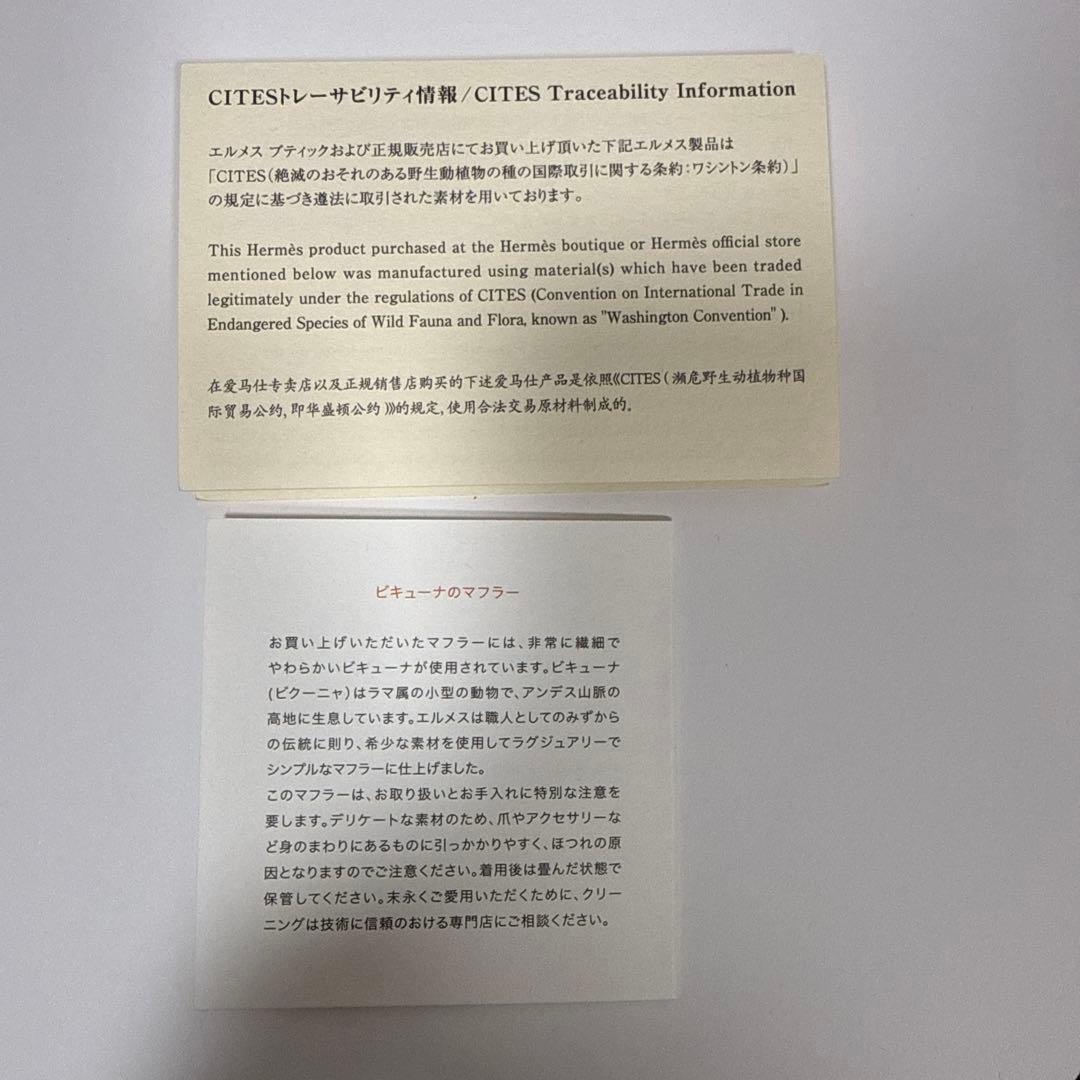 CITESトレーサビリティ情報/CITES Traceability Information
エルメス ブティックおよび正規販売店にてお買い上げ頂いた下記エルメス製品は
「CITES(絶滅のおそれのある野生動植物の種の国際取引に関する条約:ワシントン条約)」
の規定に基づき遵法に取引された素材を用いております。
This Hermès product purchased at the Hermès boutique or Hermès official store
mentioned below was manufactured using material(s) which have been traded
legitimately under the regulations of CITES (Convention on International Trade in
Endangered Species of Wild Fauna and Flora, known as "Washington Convention" ).
在爱马仕专卖店以及正规销售店购买的下述爱马仕产品是依照《CITES ( 濒危野生动植物种国
际贸易公约, 即华盛顿公约 )》的规定, 使用合法交易原材料制成的.
ビキューナのマフラー
お買い上げいただいたマフラーには、非常に繊細で
やわらかいビキューナが使用されています。ビキューナ
(ビクーニャ)はラマ属の小型の動物で、アンデス山脈の
高地に生息しています。エルメスは職人としてのみずから
の伝統に則り、希少な素材を使用してラグジュアリーで
シンプルなマフラーに仕上げました。
このマフラーは、お取り扱いとお手入れに特別な注意を
要します。デリケートな素材のため、爪やアクセサリーな
ど身のまわりにあるものに引っかかりやすく、ほつれの原
因となりますのでご注意ください。着用後は畳んだ状態で
保管してください。末永くご愛用いただくために、クリー
ニングは技術に信頼のおける専門店にご相談ください。